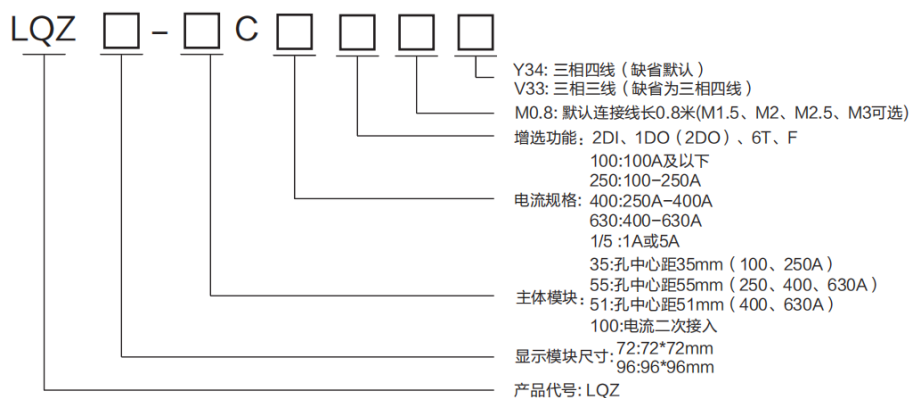 LQZ □ - □ C □ □ □ □
Y34: 三相四线（缺省默认）
V33: 三相三线（缺省为三相四线）
M0.8: 默认连接线长0.8米(M1.5、M2、M2.5、M3可选)
增选功能: 2DI、1DO（2DO）、6T、F
100:100A及以下
250:100-250A
电流规格: 400:250A-400A
630:400-630A
1/5 :1A或5A
35:孔中心距35mm（100、250A）
55:孔中心距55mm（250、400、630A）
主体模块: 51:孔中心距51mm（400、630A）
100:电流二次接入
显示模块尺寸: 72:72*72mm
96:96*96mm
产品代号: LQZ